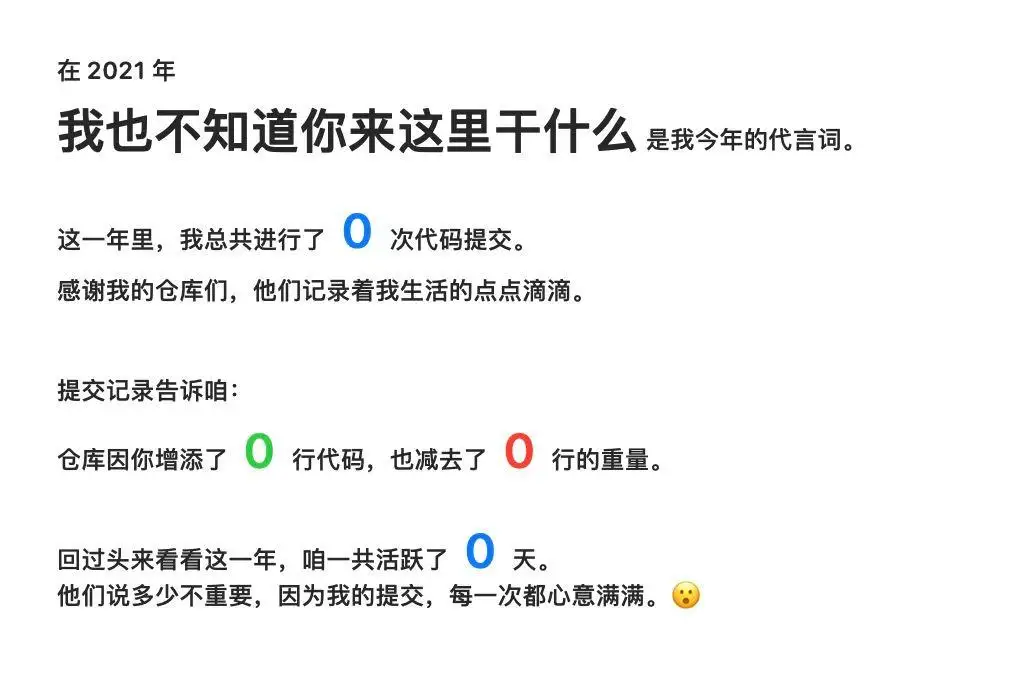 在 2021 年
我也不知道你来这里干什么 是我今年的代言词。
这一年里，我总共进行了 0 次代码提交。
感谢我的仓库们，他们记录着我生活的点点滴滴。
提交记录告诉咱：
仓库因你增添了 0 行代码，也减去了 0 行的重量。
回过头来看看这一年，咱一共活跃了 0 天。
他们说多少不重要，因为我的提交，每一次都心意满满。😮